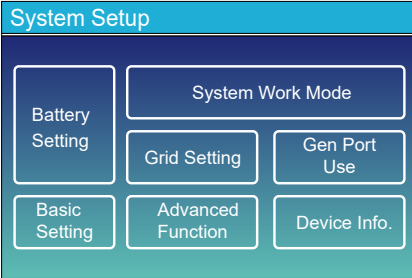 System Setup
Battery
Setting
System Work Mode
Grid Setting
Gen Port
Use
Basic
Setting
Advanced
Function
Device Info.